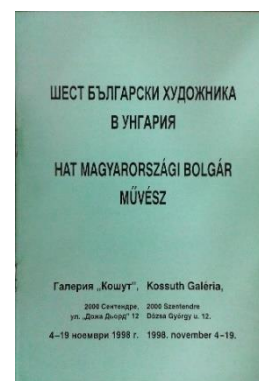 ШЕСТ БЪЛГАРСКИ ХУДОЖНИКА
В УНГАРИЯ
HAT MAGYARORSZÁGI BOLGÁR
MŰVÉSZ
Галерия „Кошут", Kossuth Galéria,
2000 Сентендре, 2000 Szentendre
ул. „Дожа Дьорд" 12 Dózsa György u. 12.
4–19 ноември 1998 г. 1998. november 4–19.